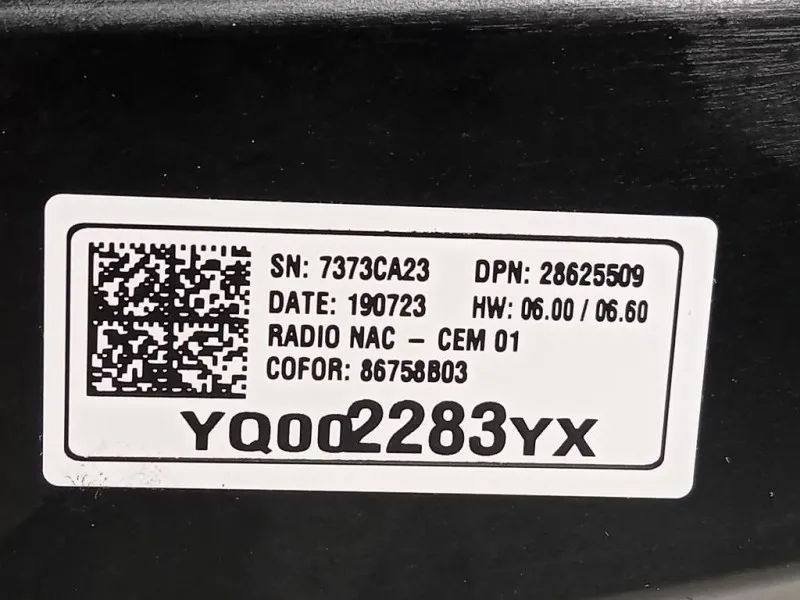 SN: 7373CA23 DPN: 28625509
DATE: 190723 HW: 06.00 / 06.60
RADIO NAC - CEM 01
COFOR: 86758B03
YQ002283YX